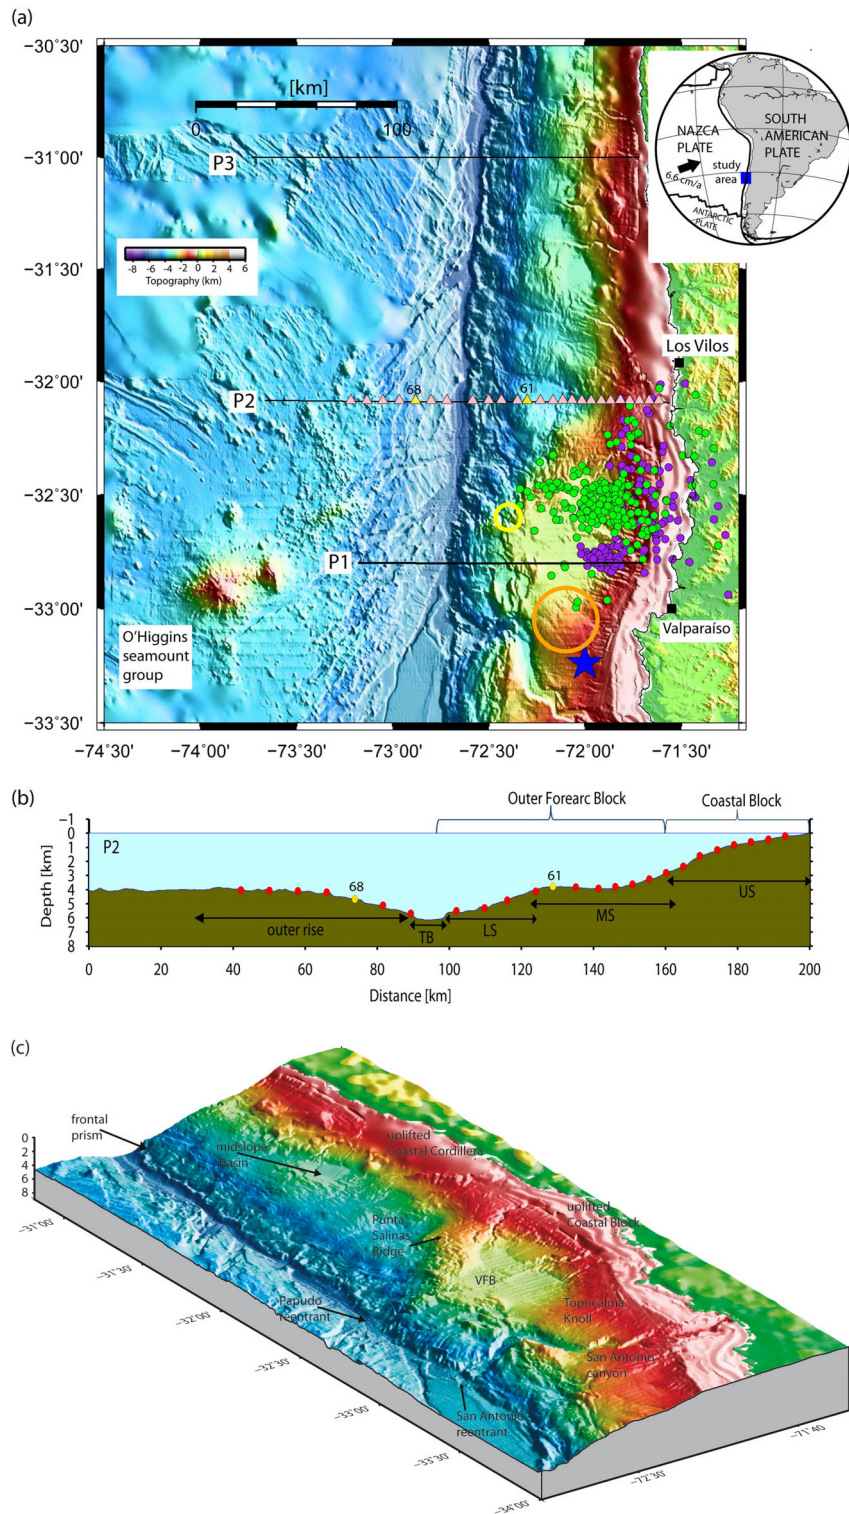 (a)
−30˚30'
−31˚00'
−31˚30'
−32˚00'
−32˚30'
−33˚00'
−33˚30'
[km]
0
100
P3
−8 −6 −4 −2 0 2 4 6
Topography (km)
NAZCA
PLATE
SOUTH
AMERICAN
PLATE
study
area
6.6 cm/a
ANTARCTIC
PLATE
Los Vilos
68
61
P2
P1
O'Higgins
seamount
group
Valparaíso
−74˚30' −74˚00' −73˚30' −73˚00' −72˚30' −72˚00' −71˚30'
(b)
Outer Forearc Block
Coastal Block
−1
0
1
2
3
4
5
6
7
8
Depth [km]
P2
68
61
outer rise
TB
LS
MS
US
0 20 40 60 80 100 120 140 160 180 200
Distance [km]
(c)
frontal
prism
0
2
4
6
8
midslope
basin
uplifted
Coastal Cordillera
uplifted
Coastal Block
Punta
Salinas
Ridge
VFB
Topocalma
Knoll
Papudo
reentrant
San Antonio
canyon
San Antonio
reentrant
−31˚00'
−31˚30'
−32˚00'
−32˚30'
−33˚00'
−33˚30'
−34˚00'
−72˚30'
−71˚40'